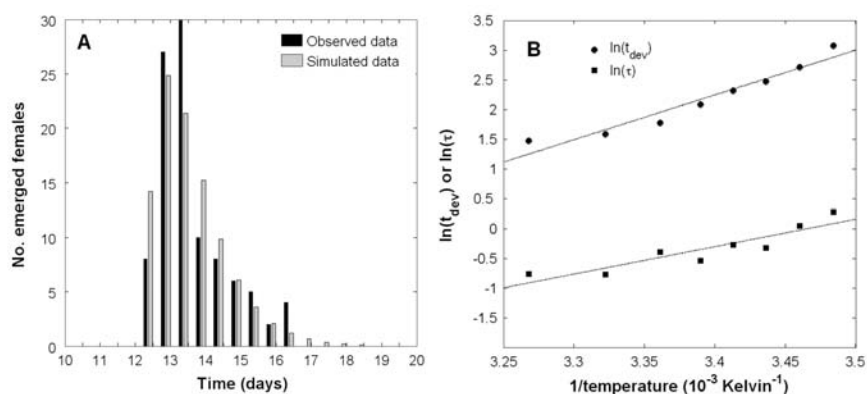 A
Observed data
Simulated data
No. emerged females
30
25
20
15
10
5
0
10 11 12 13 14 15 16 17 18 19 20
Time (days)
B
ln(t_dev)
ln(τ)
ln(t_dev) or ln(τ)
3.5
3
2.5
2
1.5
1
0.5
0
-0.5
-1
-1.5
3.25 3.3 3.35 3.4 3.45 3.5
1/temperature (10⁻³ Kelvin⁻¹)